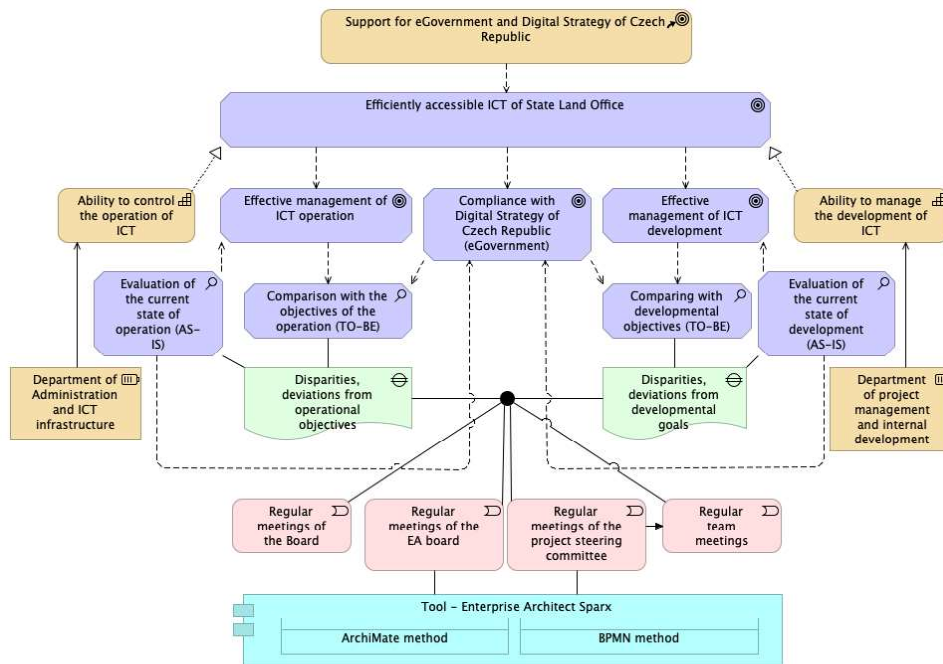 Support for eGovernment and Digital Strategy of Czech
Republic
Efficiently accessible ICT of State Land Office
Ability to control
the operation of
ICT
Effective management of
ICT operation
Compliance with
Digital Strategy of
Czech Republic
(eGovernment)
Effective
management of ICT
development
Ability to manage
the development of
ICT
Evaluation of
the current
state of
operation (AS-
IS)
Comparison with the
objectives of the
operation (TO-BE)
Comparing with
developmental
objectives (TO-BE)
Evaluation of
the current
state of
development
(AS-IS)
Department of
Administration
and ICT
infrastructure
Disparities,
deviations from
operational
objectives
Disparities,
deviations from
developmental
goals
Department
of project
management
and internal
development
Regular
meetings of
the Board
Regular
meetings of the
EA board
Regular
meetings of the
project steering
committee
Regular
team
meetings
Tool - Enterprise Architect Sparx
ArchiMate method
BPMN method